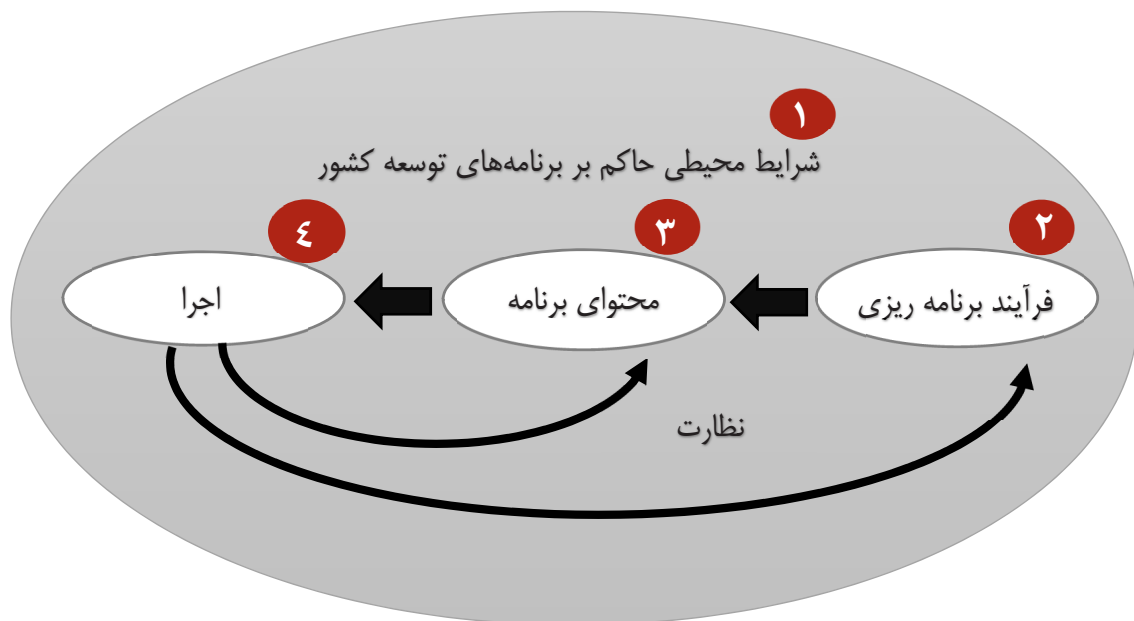 ۱
شرایط محیطی حاکم بر برنامه‌های توسعه کشور
۲
فرآیند برنامه ریزی
۳
محتوای برنامه
٤
اجرا
نظارت